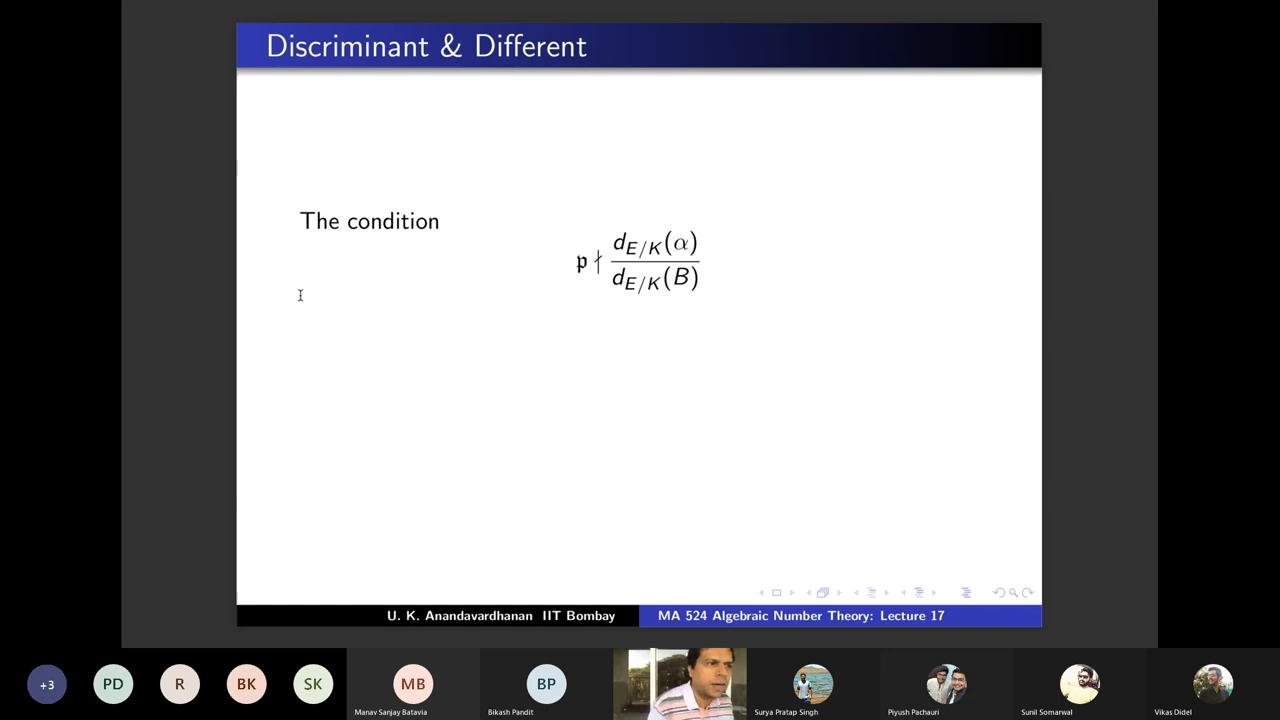 Discriminant & Different
The condition
𝔭 ∤ d_{E/K}(α) / d_{E/K}(B)
U. K. Anandavardhanan IIT Bombay
MA 524 Algebraic Number Theory: Lecture 17
+3
PD
R
BK
SK
MB
BP
Manav Sanjay Batavia
Bikash Pandit
Surya Pratap Singh
Piyush Pachauri
Sunil Somarwal
Vikas Didel